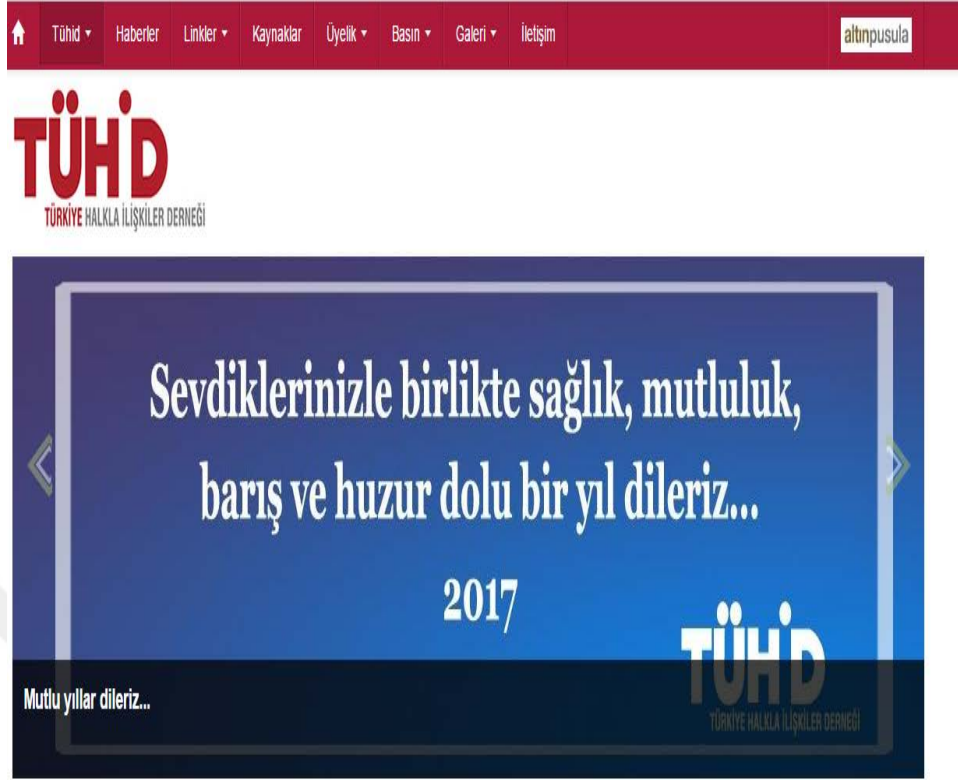 Tühid Haberler Linkler Kaynaklar Üyelik Basın Galeri İletişim altınpusula
TÜHİD
TÜRKİYE HALKLA İLİŞKİLER DERNEĞİ
Sevdiklerinizle birlikte sağlık, mutluluk,
barış ve huzur dolu bir yıl dileriz...
2017
TÜHİD
TÜRKİYE HALKLA İLİŞKİLER DERNEĞİ
Mutlu yıllar dileriz...